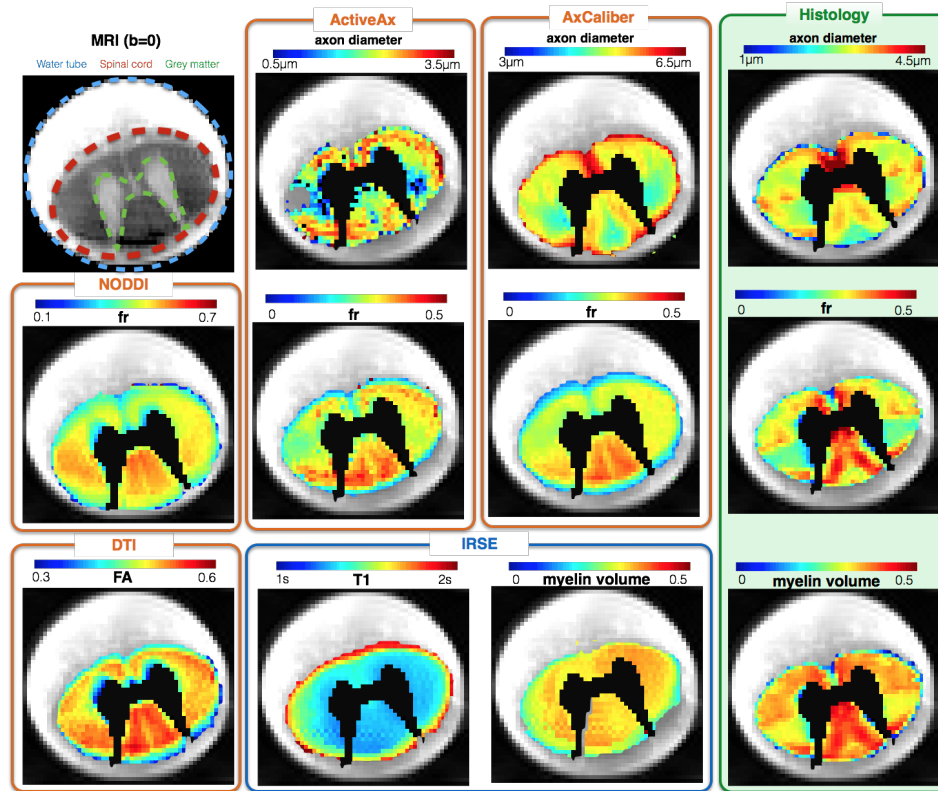 ActiveAx
AxCaliber
Histology
MRI (b=0)
Water tube Spinal cord Grey matter
axon diameter
0.5µm 3.5µm
axon diameter
3µm 6.5µm
axon diameter
1µm 4.5µm
NODDI
0.1 fr 0.7
0 fr 0.5
0 fr 0.5
0 fr 0.5
DTI
IRSE
0.3 FA 0.6
1s T1 2s
0 myelin volume 0.5
0 myelin volume 0.5